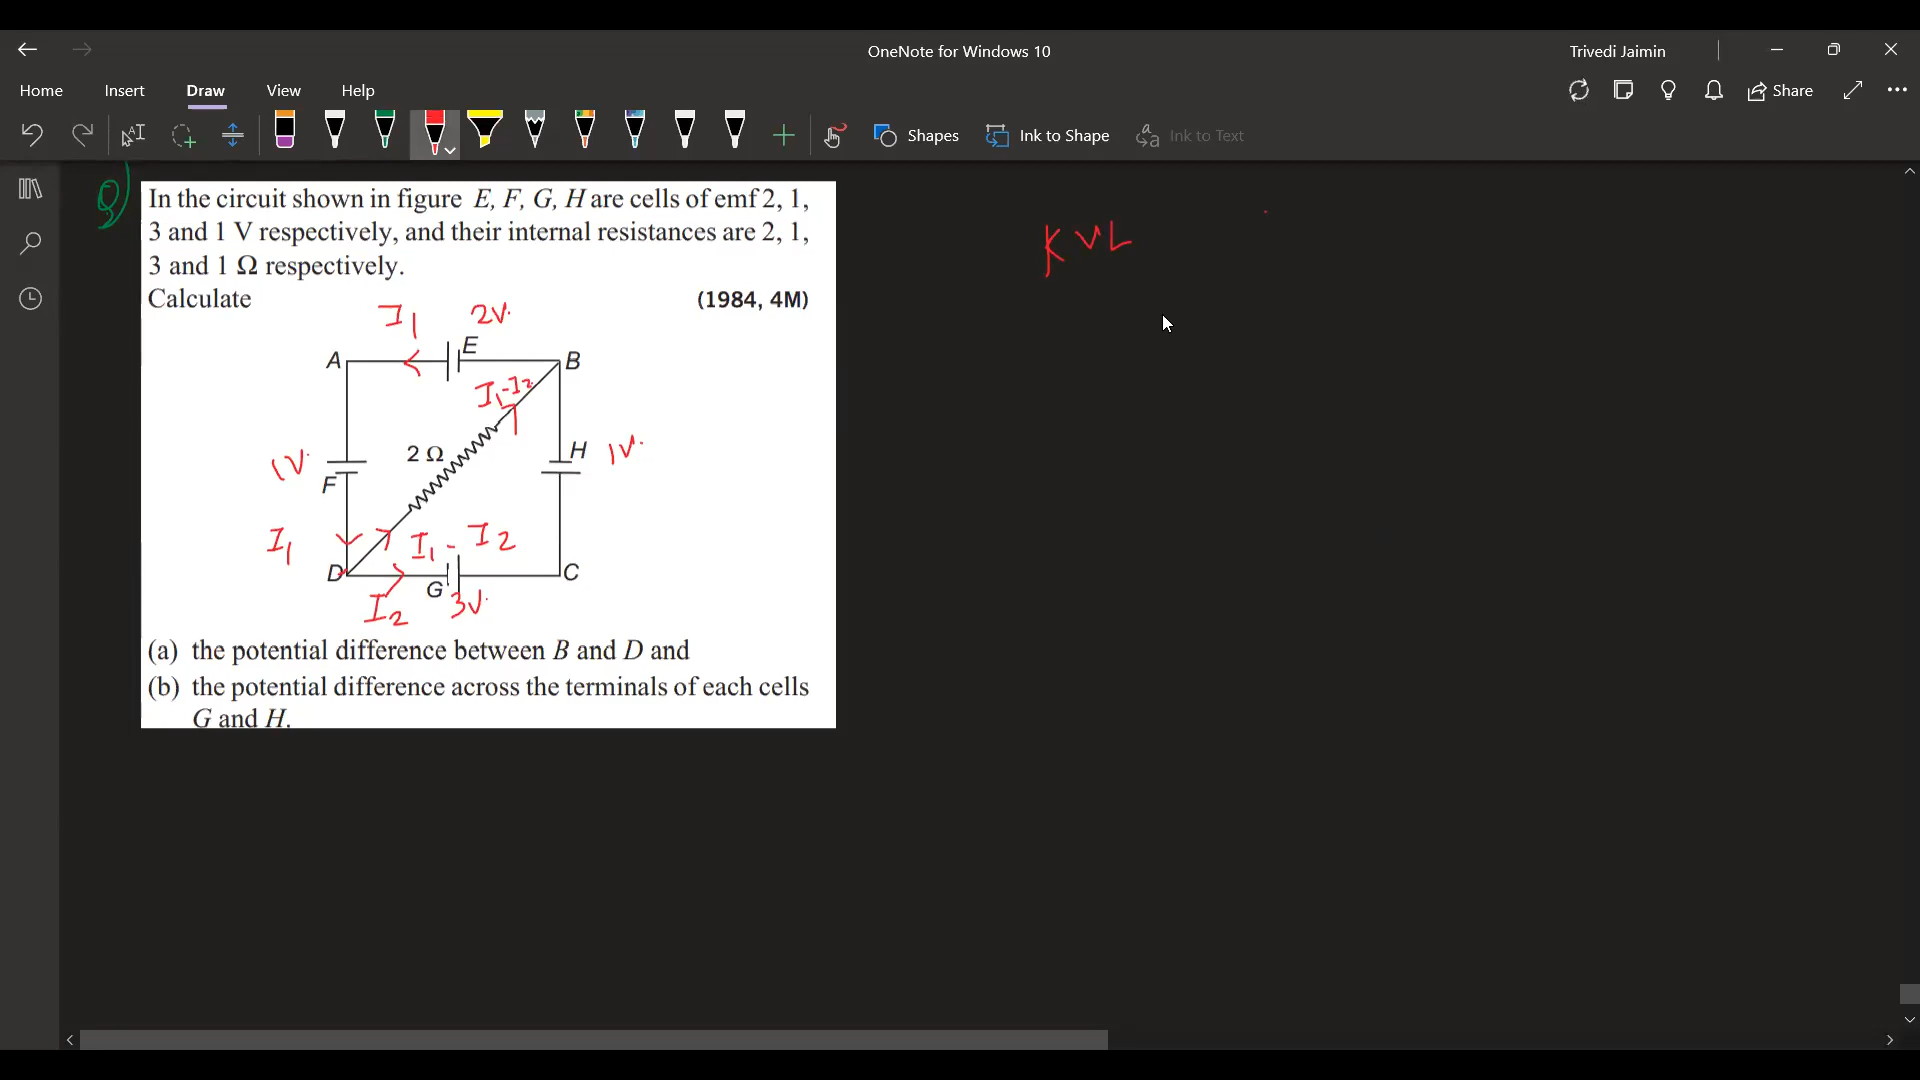 OneNote for Windows 10
Trivedi Jaimin
Home Insert Draw View Help
Share
Shapes Ink to Shape Ink to Text
Q)
In the circuit shown in figure E, F, G, H are cells of emf 2, 1,
3 and 1 V respectively, and their internal resistances are 2, 1,
3 and 1 Ω respectively.
Calculate (1984, 4M)
KVL
I1 2V.
A E B
I1-I2
2 Ω H 1V.
1V. F
I1 I1 - I2
D G C
I2 3V.
(a) the potential difference between B and D and
(b) the potential difference across the terminals of each cells
G and H.